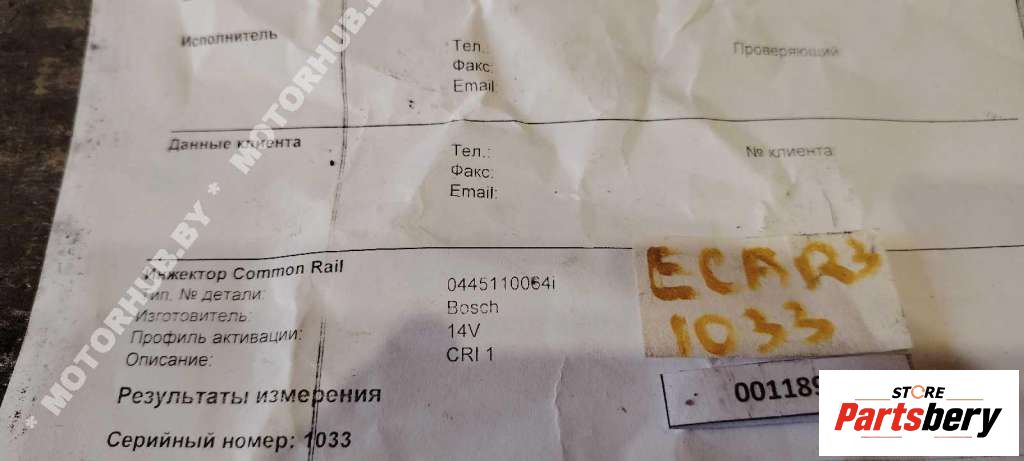 Исполнитель
Тел.:
Проверяющий:
Факс:
Email:
Данные клиента
Тел.:
№ клиента:
Факс:
Email:
* MOTORHUB.BY * MOTORHUB.BY
Инжектор Common Rail
Тип. № детали: 0445110064i
Изготовитель: Bosch
Профиль активации: 14V
Описание: CRI 1
ECAR3
1033
Результаты измерения
001189
Серийный номер: 1033
STORE
Partsbery